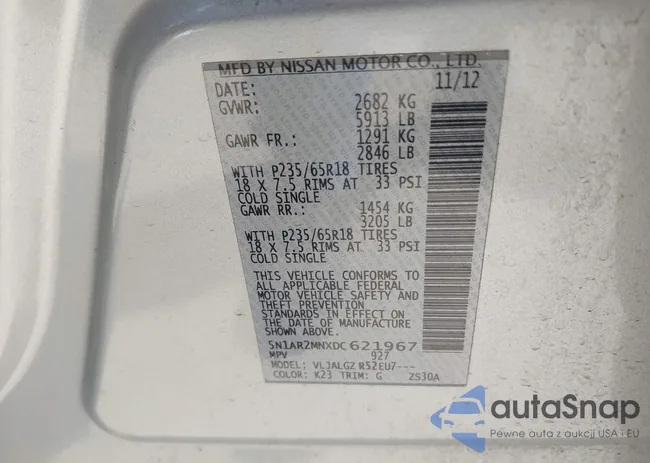 MFD BY NISSAN MOTOR CO., LTD.
DATE: 11/12
GVWR: 2682 KG
5913 LB
GAWR FR.: 1291 KG
2846 LB
WITH P235/65R18 TIRES
18 X 7.5 RIMS AT 33 PSI
COLD SINGLE
GAWR RR.: 1454 KG
3205 LB
WITH P235/65R18 TIRES
18 X 7.5 RIMS AT 33 PSI
COLD SINGLE
THIS VEHICLE CONFORMS TO
ALL APPLICABLE FEDERAL
MOTOR VEHICLE SAFETY AND
THEFT PREVENTION
STANDARDS IN EFFECT ON
THE DATE OF MANUFACTURE
SHOWN ABOVE.
5N1AR2MNXDC621967
MPV 927
MODEL: VLJALGZ R52EU7---
COLOR: K23 TRIM: G ZS30A
autaSnap
Pewne auta z aukcji USA i EU